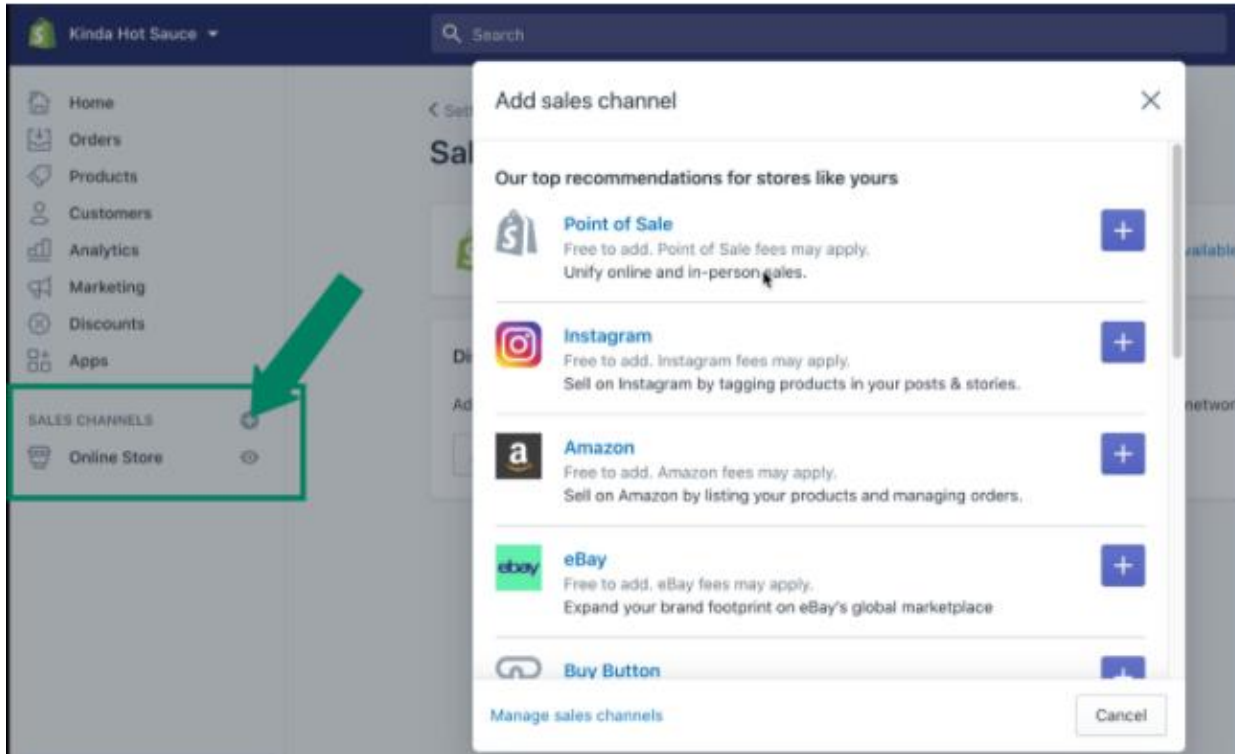 Kinda Hot Sauce
Search
Home
Orders
Products
Customers
Analytics
Marketing
Discounts
Apps
SALES CHANNELS
Online Store
Sal
Di
Ad
Add sales channel
Our top recommendations for stores like yours
Point of Sale
Free to add. Point of Sale fees may apply.
Unify online and in-person sales.
Instagram
Free to add. Instagram fees may apply.
Sell on Instagram by tagging products in your posts & stories.
Amazon
Free to add. Amazon fees may apply.
Sell on Amazon by listing your products and managing orders.
ebay
eBay
Free to add. eBay fees may apply.
Expand your brand footprint on eBay's global marketplace
Buy Button
Manage sales channels
Cancel